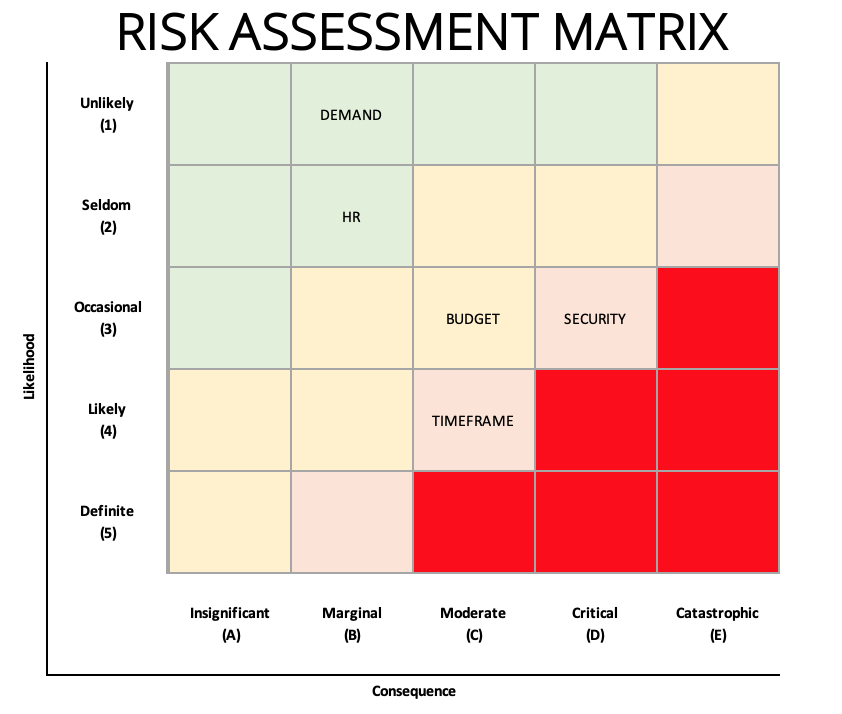 RISK ASSESSMENT MATRIX
Unlikely
(1)
DEMAND
Seldom
(2)
HR
Occasional
(3)
BUDGET
SECURITY
Likelihood
Likely
(4)
TIMEFRAME
Definite
(5)
Insignificant
(A)
Marginal
(B)
Moderate
(C)
Critical
(D)
Catastrophic
(E)
Consequence